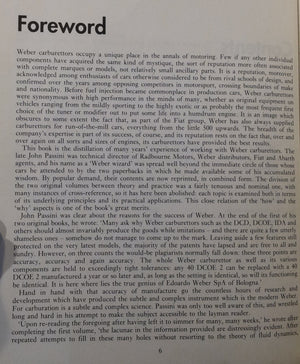 Foreword
Weber carburettors occupy a unique place in the annals of motoring. Few if any other individual
components have acquired the same kind of mystique, the sort of reputation more often associated
with complete marques or models, not relatively small ancillary parts. It is a reputation, moreover,
acknowledged among enthusiasts of cars otherwise considered to be from rival schools of design, and
confirmed over the years among opposing competitors in motorsport, crossing boundaries of make
and nationality. Before fuel injection became commonplace in production cars, Weber carburettors
were synonymous with high performance in the minds of many, whether as original equipment on
vehicles ranging from the mildly sporting to the highly exotic or as the most probable first
choice of the tuner or modifier out to put some life into a humdrum engine. It is an image which
obscures to some extent the fact that, as part of the Fiat group, Weber has also always supplied
carburettors for run-of-the-mill cars, everything from the little 500 upwards. The breadth of the
company's expertise is part of its success, of course, and its reputation rests on the fact that, over and
over again on all sorts and sizes of engines, its carburettors have provided the best results.
This book is the distillation of many years' experience of working with Weber carburettors. The
late John Passini was technical director of Radbourne Motors, Weber distributors, Fiat and Abarth
agents, and his name as a 'Weber wizard' was spread well beyond the immediate circle of those whose
cars he attended to by the two paperbacks in which he made available some of his accumulated
wisdom. By popular demand, their contents are now reprinted, in combined form. The division of
the two original volumes between theory and practice was a fairly tenuous and notional one, with
many instances of cross-reference, so it has here been abolished: each topic is examined both in terms
of its underlying principles and its practical applications. This close relation of the 'how' and the
'why' aspects is one of the book's great merits.
John Passini was clear about the reasons for the success of Weber. At the end of the first of his
two original books, he wrote: 'Many ask why Weber carburettors such as the DCO, DCOE, IDA and
others should almost invariably produce the goods while imitations – and there are quite a few utterly
shameless ones – somehow do not manage to come up to the mark. Leaving aside a few features still
protected on the very latest models, the majority of the patents have lapsed and are free to all and
sundry. However, on three counts the would-be plagiarists normally fall down: these three points are
accuracy, accuracy and again accuracy. The whole Weber carburetter as well as its various
components are held to exceedingly tight tolerances: any 40 DCOE 2 can be replaced with a 40
DCOE 2 manufactured a year or so later and, as long as the setting is identical, so will its functioning
be identical. It is here where lies the true genius of Edoardo Weber SpA of Bologna.'
Hand in hand with that accuracy of manufacture go the countless hours of research and
development which have produced the subtle and complex instrument which is the modern Weber.
For carburation is a subtle and complex science. Passini was only too well aware of this, and wrestled
long and hard in his attempt to make the subject accessible to the layman reader.
'Upon re-reading the foregoing after having left it to simmer for many, many weeks,' he wrote after
completing the first volume, 'the lacunae in the information provided are distressingly evident. After
repeated attempts to fill in these many holes without resorting to the theory of fluid dynamics,
6